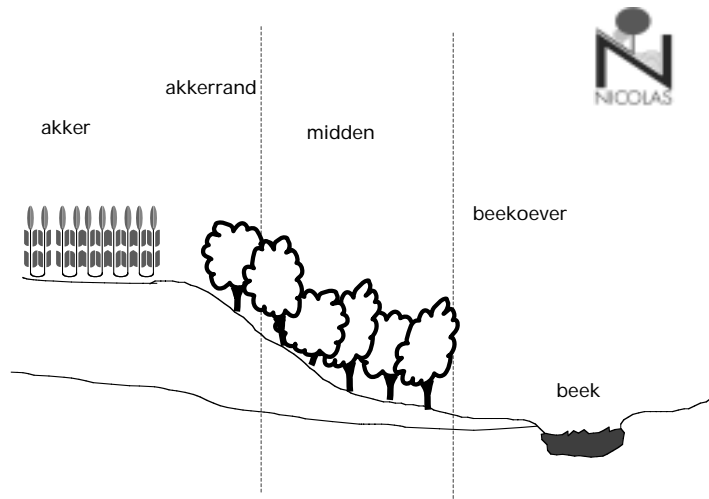 NICOLAS
akkerrand
akker
midden
beekoever
beek